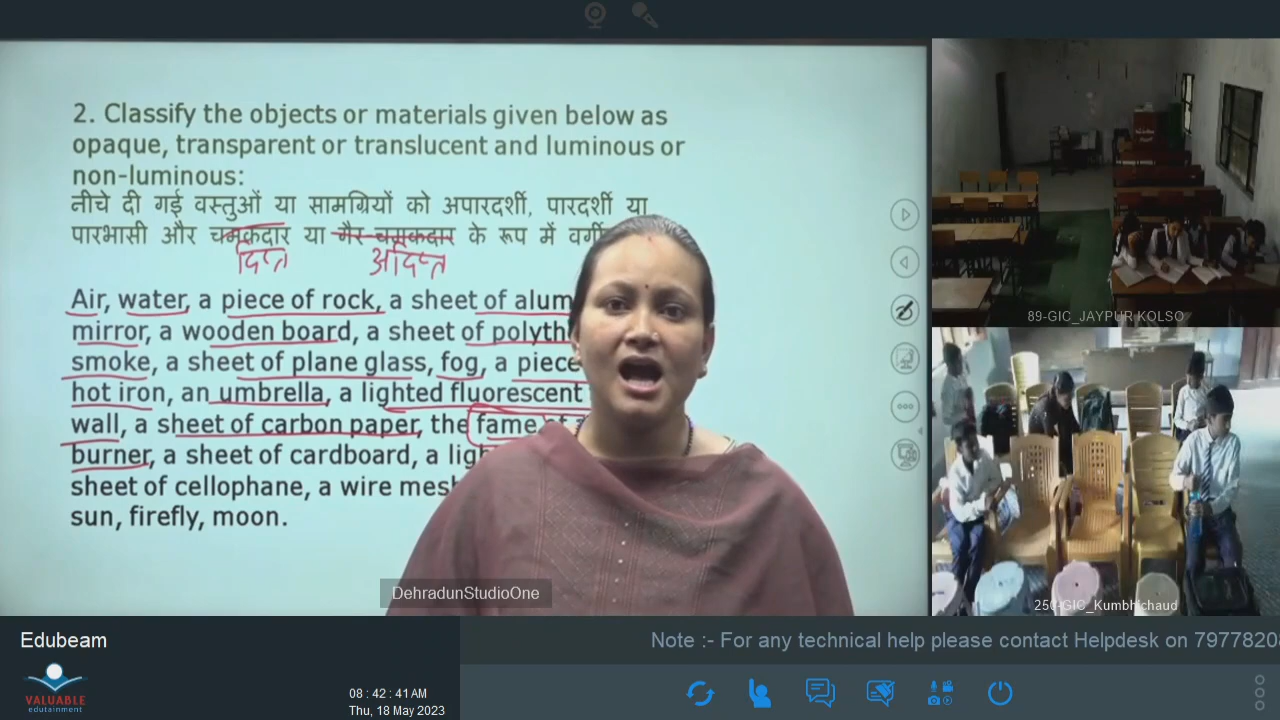 2. Classify the objects or materials given below as
opaque, transparent or translucent and luminous or
non-luminous:
नीचे दी गई वस्तुओं या सामग्रियों को अपारदर्शी, पारदर्शी या
पारभासी और चमकदार या गैर चमकदार के रूप में
Air, water, a piece of rock, a sheet of alum
mirror, a wooden board, a sheet of polyth
smoke, a sheet of plane glass, fog, a piece
hot iron, an umbrella, a lighted fluorescent
wall, a sheet of carbon paper, the fame
burner, a sheet of cardboard, a lig
sheet of cellophane, a wire mes
sun, firefly, moon.
DehradunStudioOne
89-GIC_JAYPUR KOLSO
250-GIC_Kumbhichaud
Edubeam
Note :- For any technical help please contact Helpdesk on 7977820
VALUABLE
edutainment
08 : 42 : 41 AM
Thu, 18 May 2023